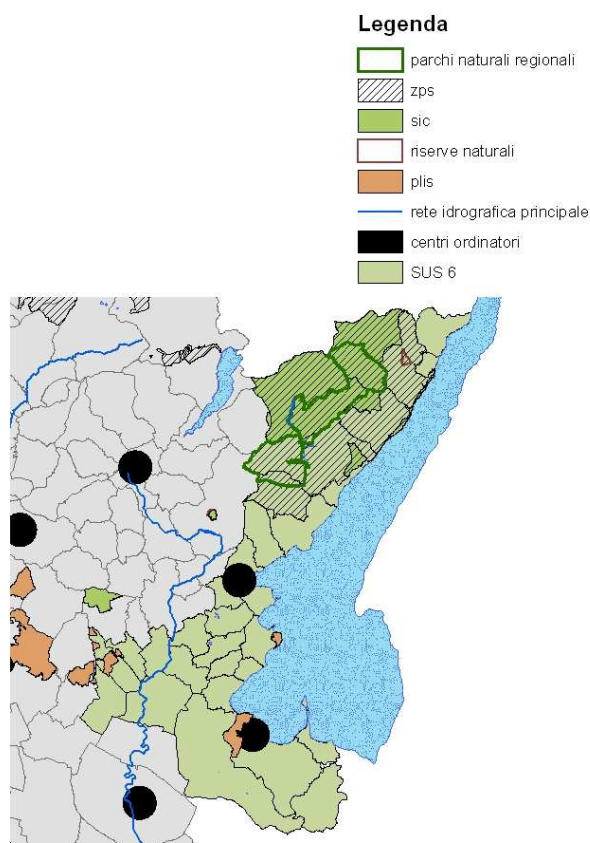 Legenda
parchi naturali regionali
zps
sic
riserve naturali
plis
rete idrografica principale
centri ordinatori
SUS 6